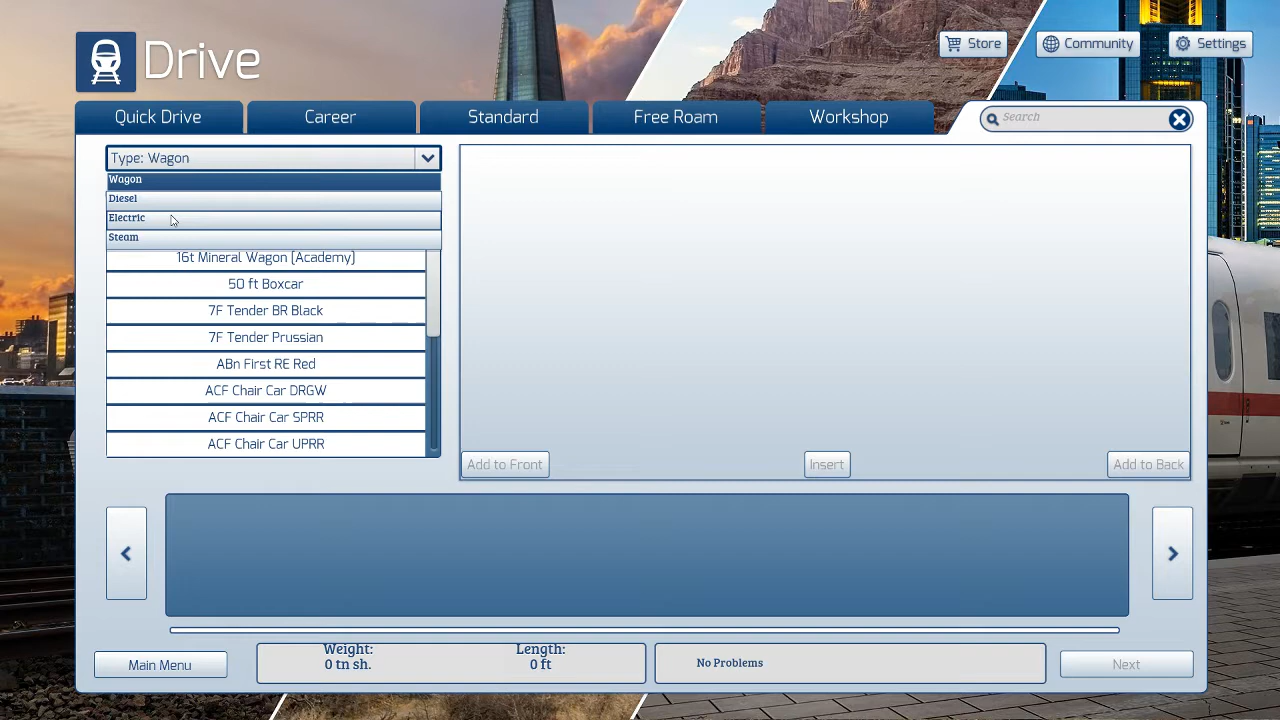 Drive
Store
Community
Settings
Quick Drive
Career
Standard
Free Roam
Workshop
Search
Type: Wagon
Wagon
Diesel
Electric
Steam
16t Mineral Wagon [Academy]
50 ft Boxcar
7F Tender BR Black
7F Tender Prussian
ABn First RE Red
ACF Chair Car DRGW
ACF Chair Car SPRR
ACF Chair Car UPRR
Add to Front
Insert
Add to Back
Main Menu
Weight:
0 tn sh.
Length:
0 ft
No Problems
Next